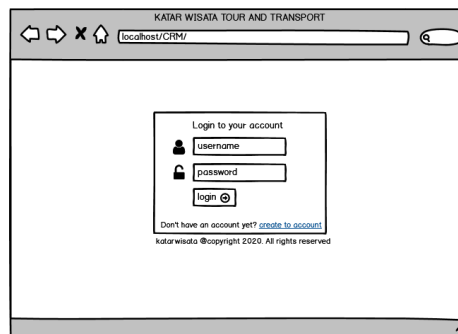 KATAR WISATA TOUR AND TRANSPORT
localhost/CRM/
Login to your account
username
password
login
Don't have an account yet? create to account
katarwisata @copyright 2020. All rights reserved